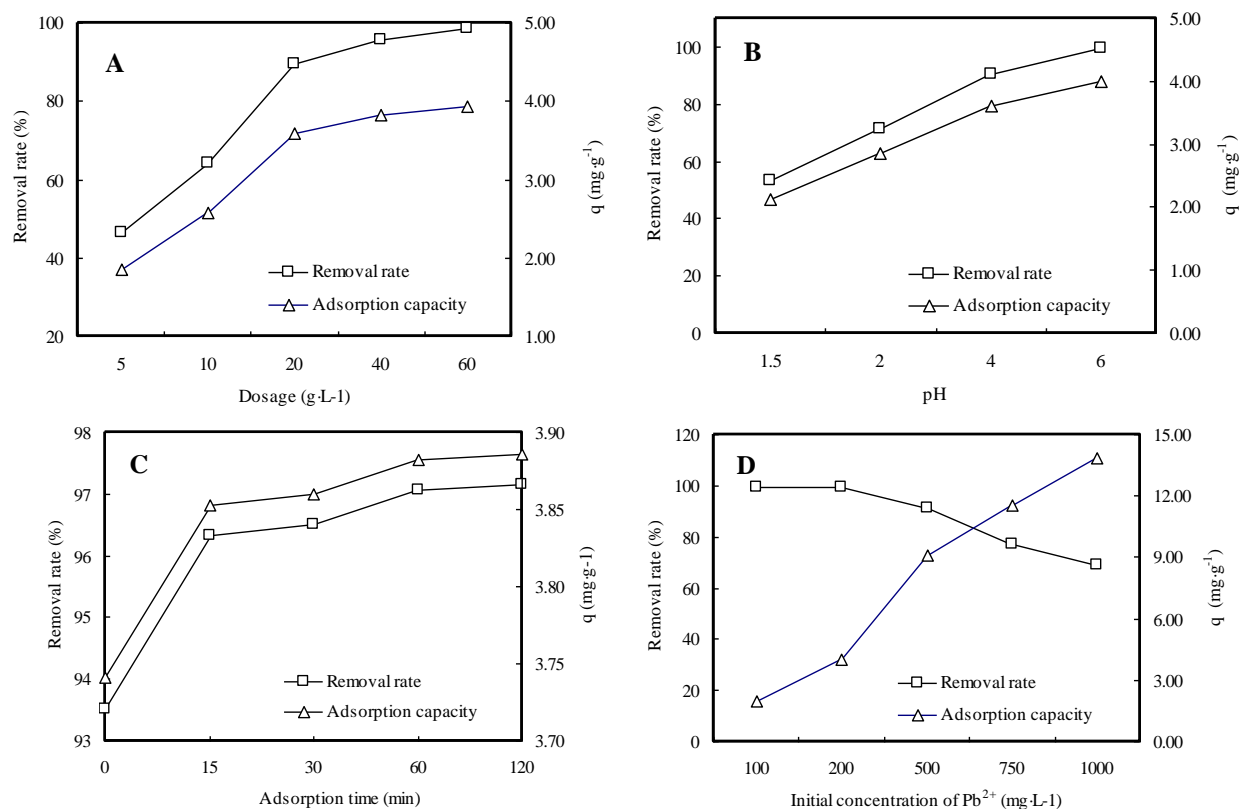 A
Removal rate (%)
100
80
60
40
20
5.00
4.00
3.00
2.00
1.00
q (mg·g-1)
Removal rate
Adsorption capacity
5 10 20 40 60
Dosage (g·L-1)
B
Removal rate (%)
100
80
60
40
20
0
5.00
4.00
3.00
2.00
1.00
0.00
q (mg·g-1)
Removal rate
Adsorption capacity
1.5 2 4 6
pH
C
Removal rate (%)
98
97
96
95
94
93
3.90
3.85
3.80
3.75
3.70
q (mg·g-1)
Removal rate
Adsorption capacity
0 15 30 60 120
Adsorption time (min)
D
Removal rate (%)
120
100
80
60
40
20
0
15.00
12.00
9.00
6.00
3.00
0.00
q (mg·g-1)
Removal rate
Adsorption capacity
100 200 500 750 1000
Initial concentration of Pb2+ (mg·L-1)